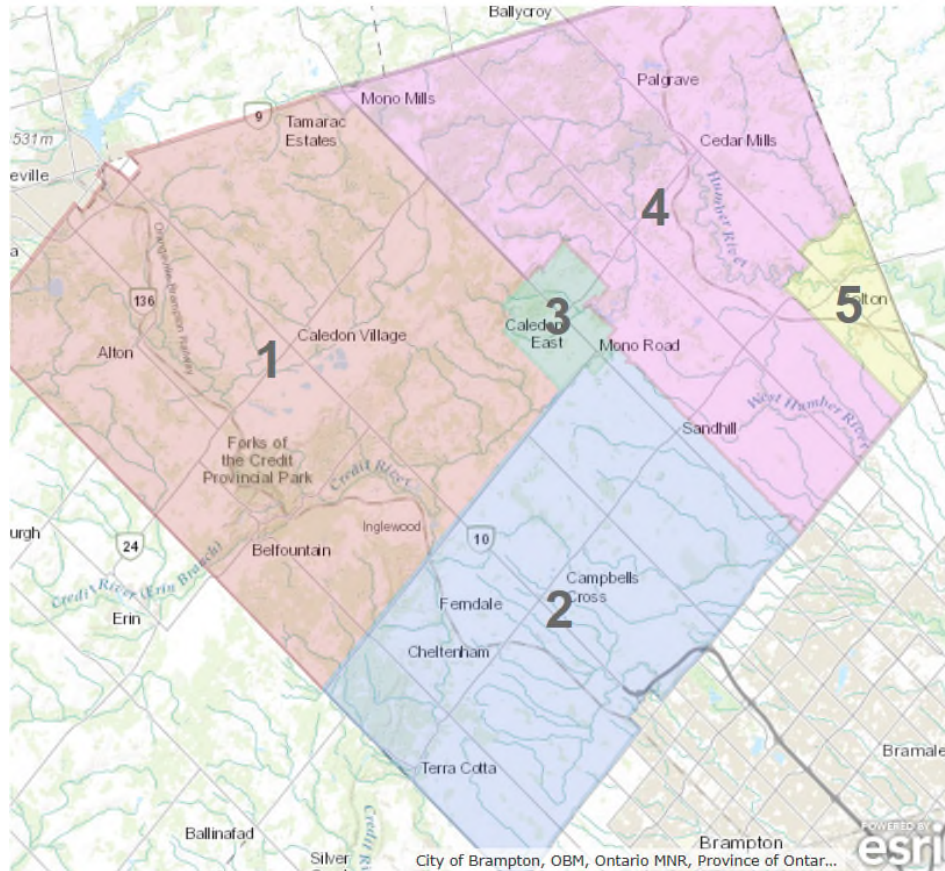 Ballycroy
Palgrave
Mono Mills
9
Tamarac
Estates
531m
Cedar Mills
eville
Humber River
4
a
Orangeville-Brampton Railway
136
3
5
olton
Caledon
East
Caledon Village
Mono Road
Alton
1
West Humber River
Sandhill
Forks of
the Credit
Provincial Park
Credit River
Inglewood
urgh
24
10
Belfountain
Credit River (Erin Branch)
Campbells
Cross
Ferndale
2
Erin
Cheltenham
Terra Cotta
Bramale
Ballinafad
Credit
Silver
Brampton
POWERED BY
esri
City of Brampton, OBM, Ontario MNR, Province of Ontar...